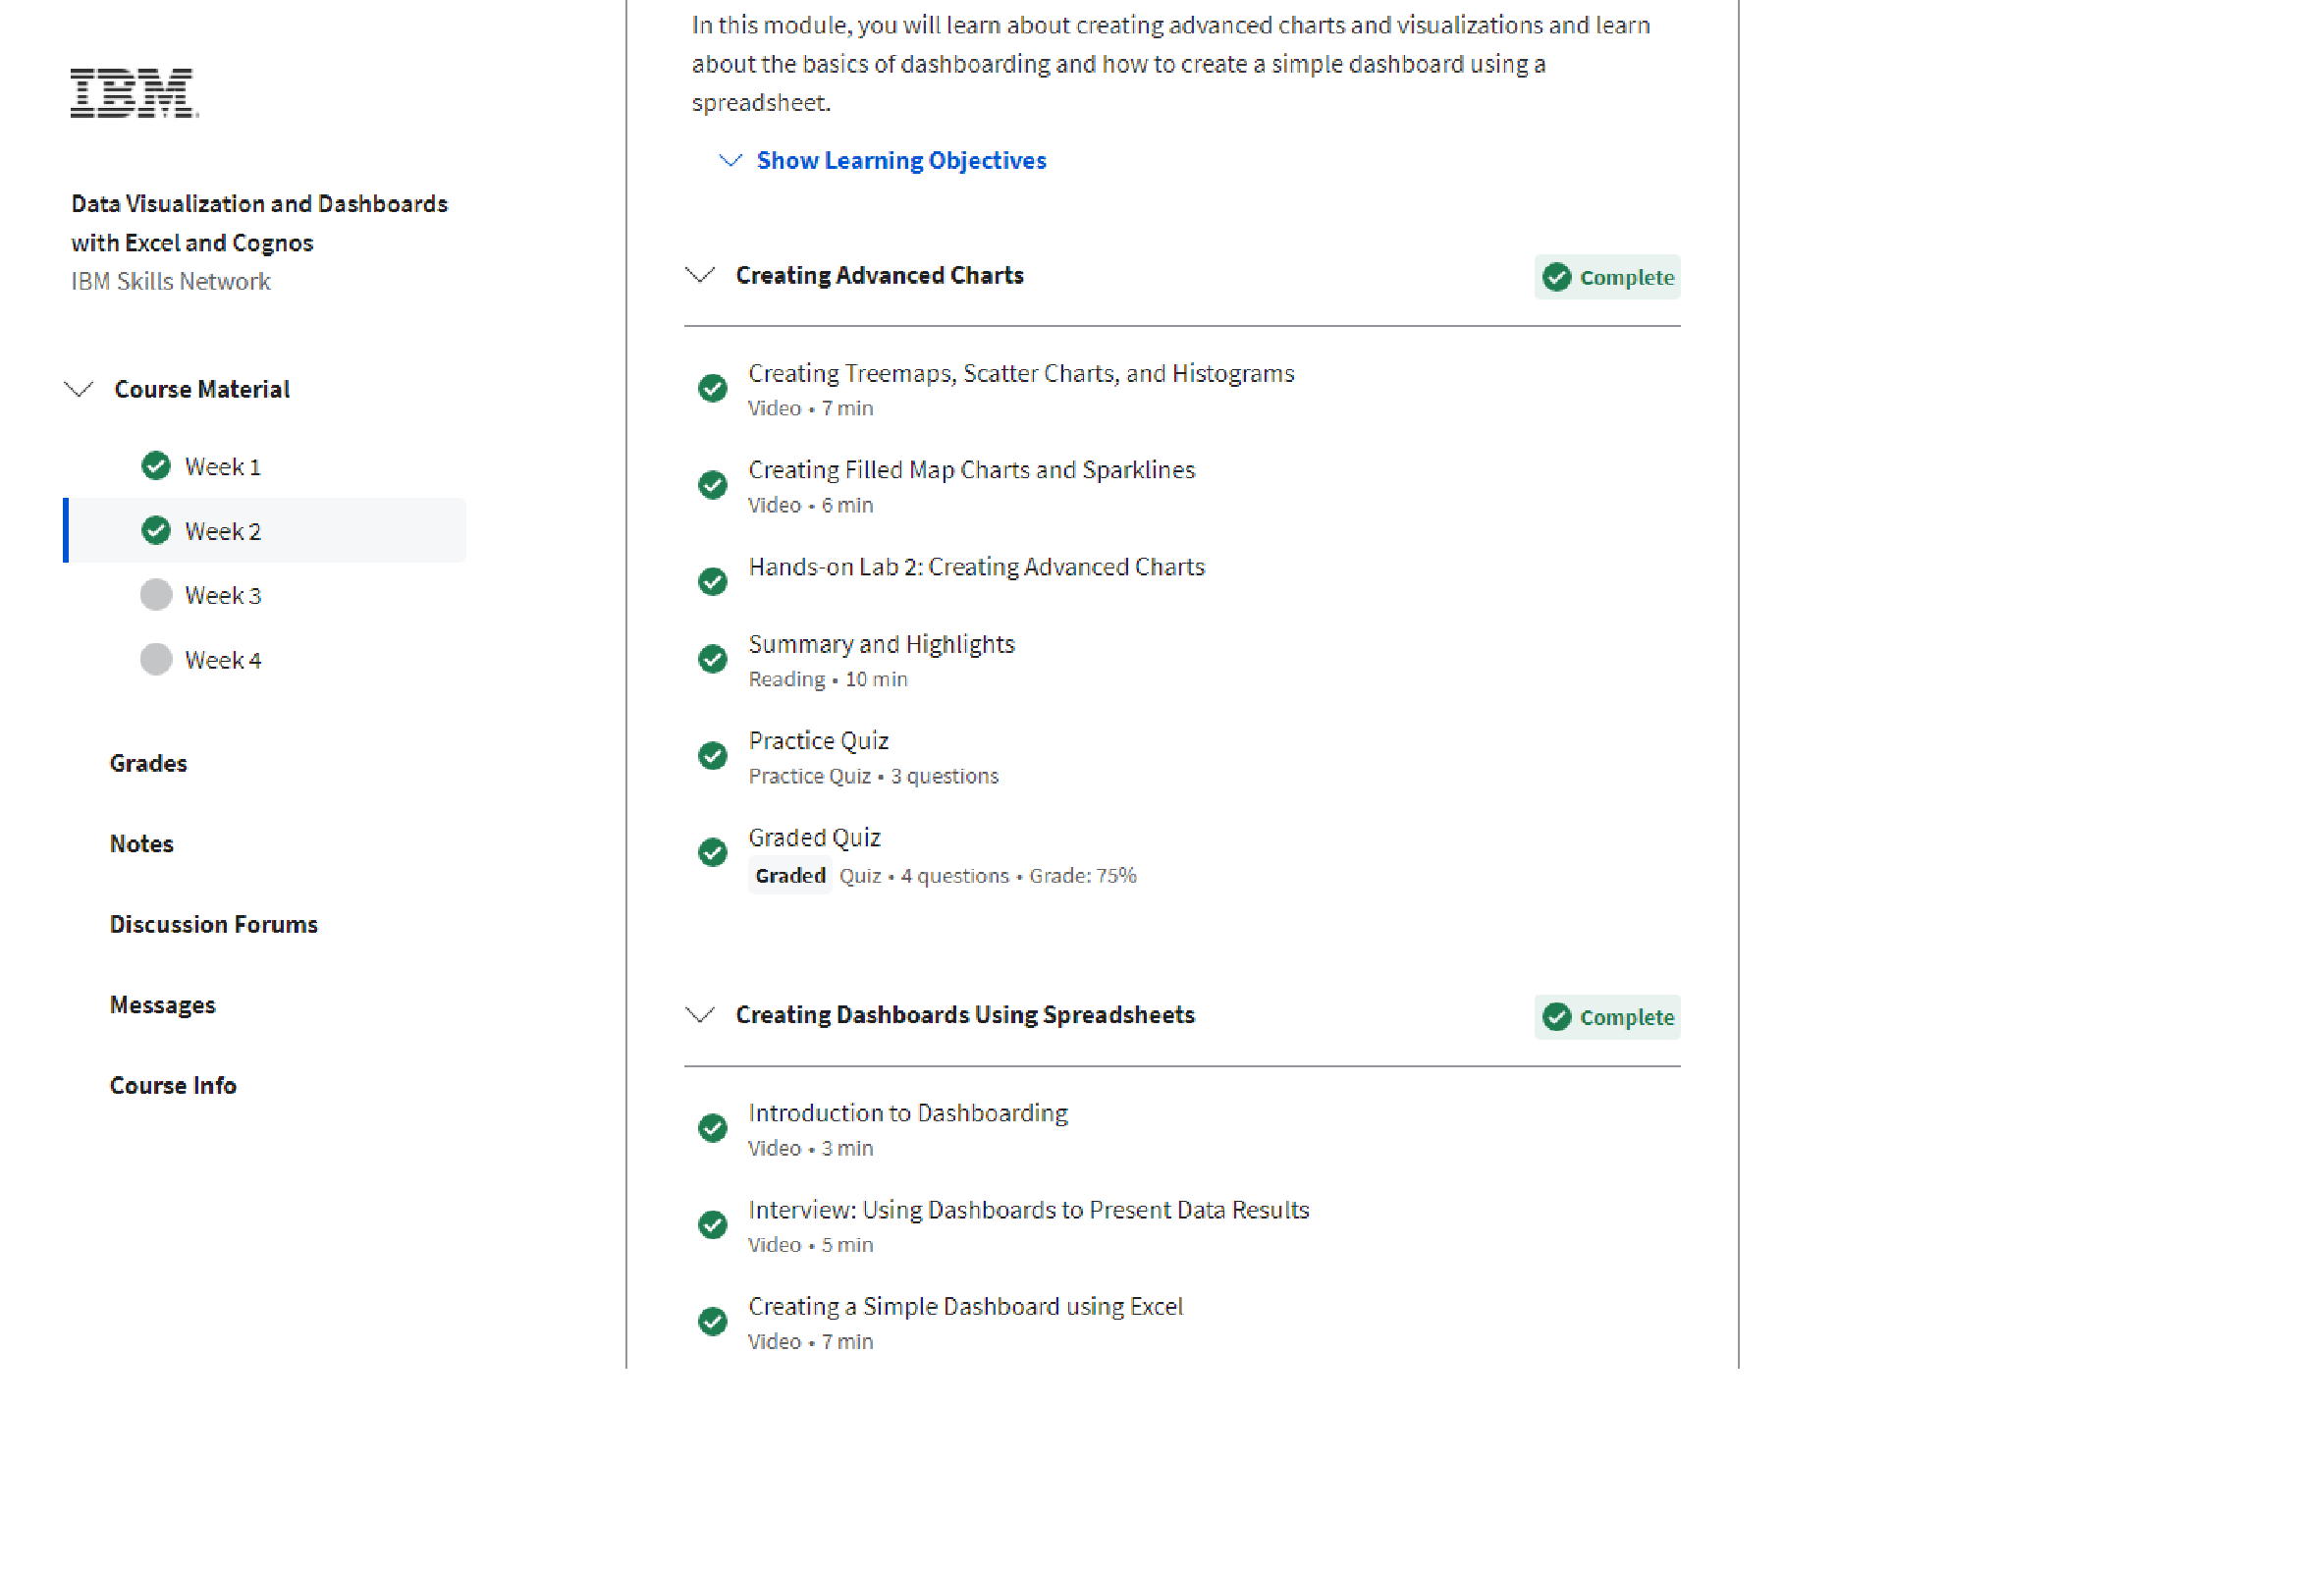 IBM
Data Visualization and Dashboards
with Excel and Cognos
IBM Skills Network
Course Material
Week 1
Week 2
Week 3
Week 4
Grades
Notes
Discussion Forums
Messages
Course Info
In this module, you will learn about creating advanced charts and visualizations and learn
about the basics of dashboarding and how to create a simple dashboard using a
spreadsheet.
Show Learning Objectives
Creating Advanced Charts
Complete
Creating Treemaps, Scatter Charts, and Histograms
Video • 7 min
Creating Filled Map Charts and Sparklines
Video • 6 min
Hands-on Lab 2: Creating Advanced Charts
Summary and Highlights
Reading • 10 min
Practice Quiz
Practice Quiz • 3 questions
Graded Quiz
Graded Quiz • 4 questions • Grade: 75%
Creating Dashboards Using Spreadsheets
Complete
Introduction to Dashboarding
Video • 3 min
Interview: Using Dashboards to Present Data Results
Video • 5 min
Creating a Simple Dashboard using Excel
Video • 7 min